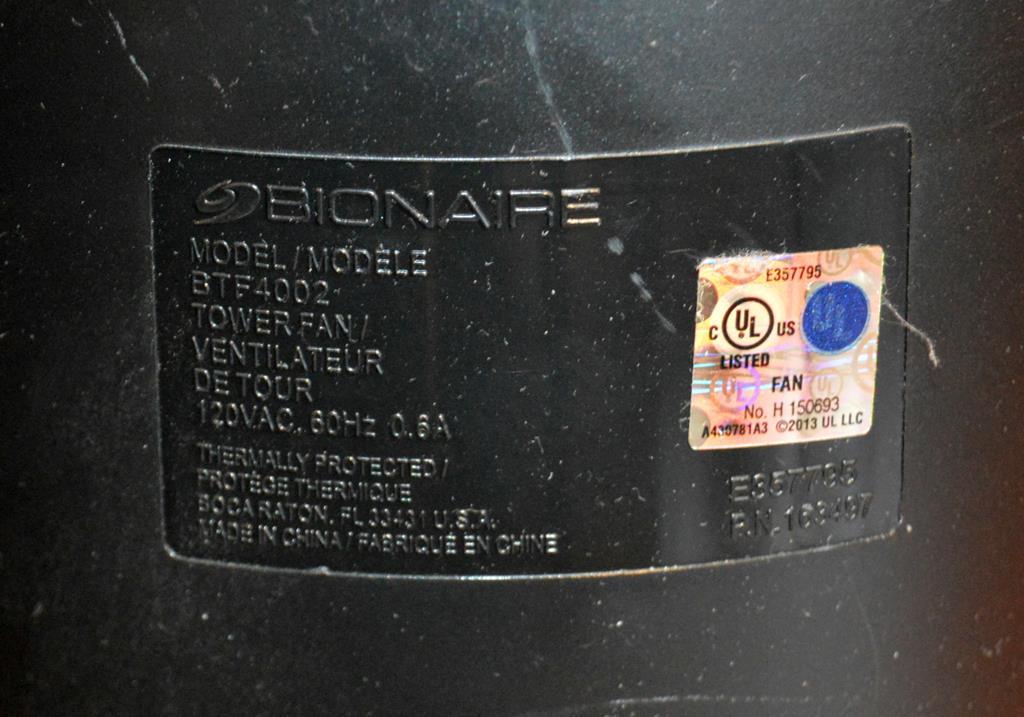 BIONAIRE
MODEL / MODÈLE
BTF4002
TOWER FAN /
VENTILATEUR
DE TOUR
120VAC, 60Hz 0.6A
THERMALLY PROTECTED /
PROTÉGÉ THERMIQUE
BOCA RATON, FL 33431 U.S.A.
MADE IN CHINA / FABRIQUÉ EN CHINE
E357795
C UL US
LISTED
FAN
No. H 150693
A430781A3 ©2013 UL LLC
E357795
P.N. 163497